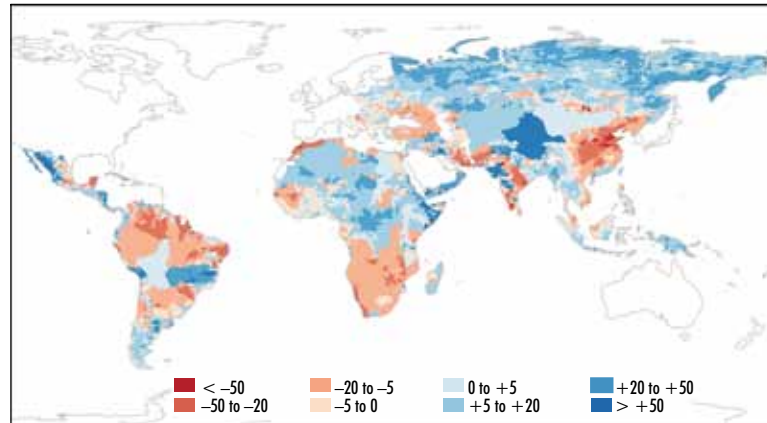 < –50 –20 to –5 0 to +5 +20 to +50
–50 to –20 –5 to 0 +5 to +20 > +50